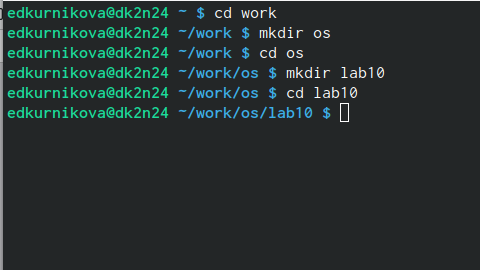 edkurnikova@dk2n24 ~ $ cd work
edkurnikova@dk2n24 ~/work $ mkdir os
edkurnikova@dk2n24 ~/work $ cd os
edkurnikova@dk2n24 ~/work/os $ mkdir lab10
edkurnikova@dk2n24 ~/work/os $ cd lab10
edkurnikova@dk2n24 ~/work/os/lab10 $